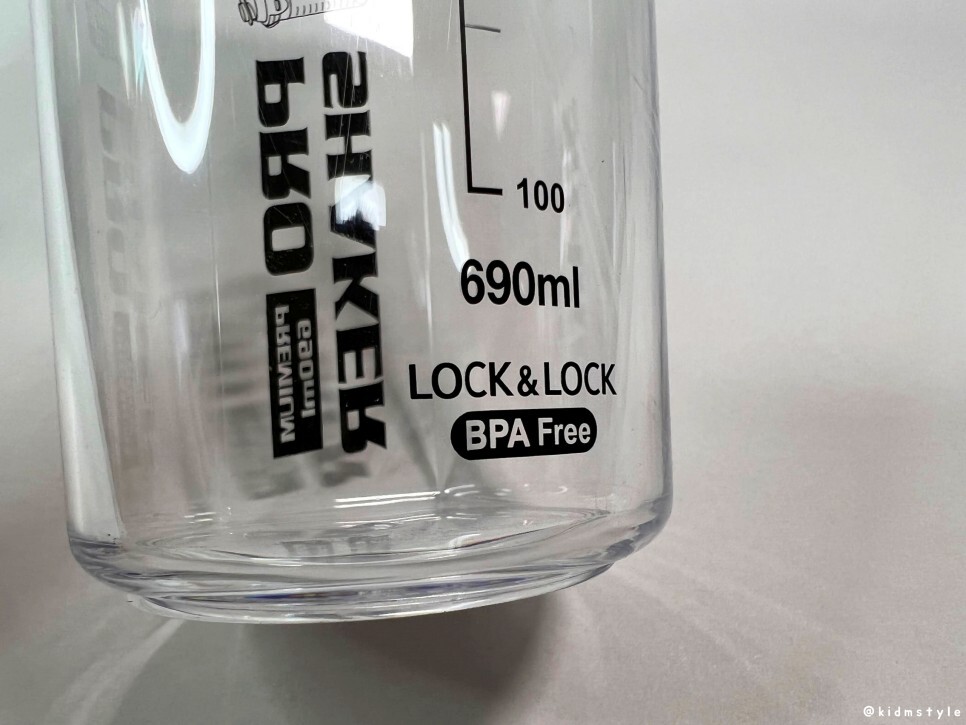 SHAKER
PRO
PREMIUM
690ml
100
690ml
LOCK&LOCK
BPA Free
@kidmstyle